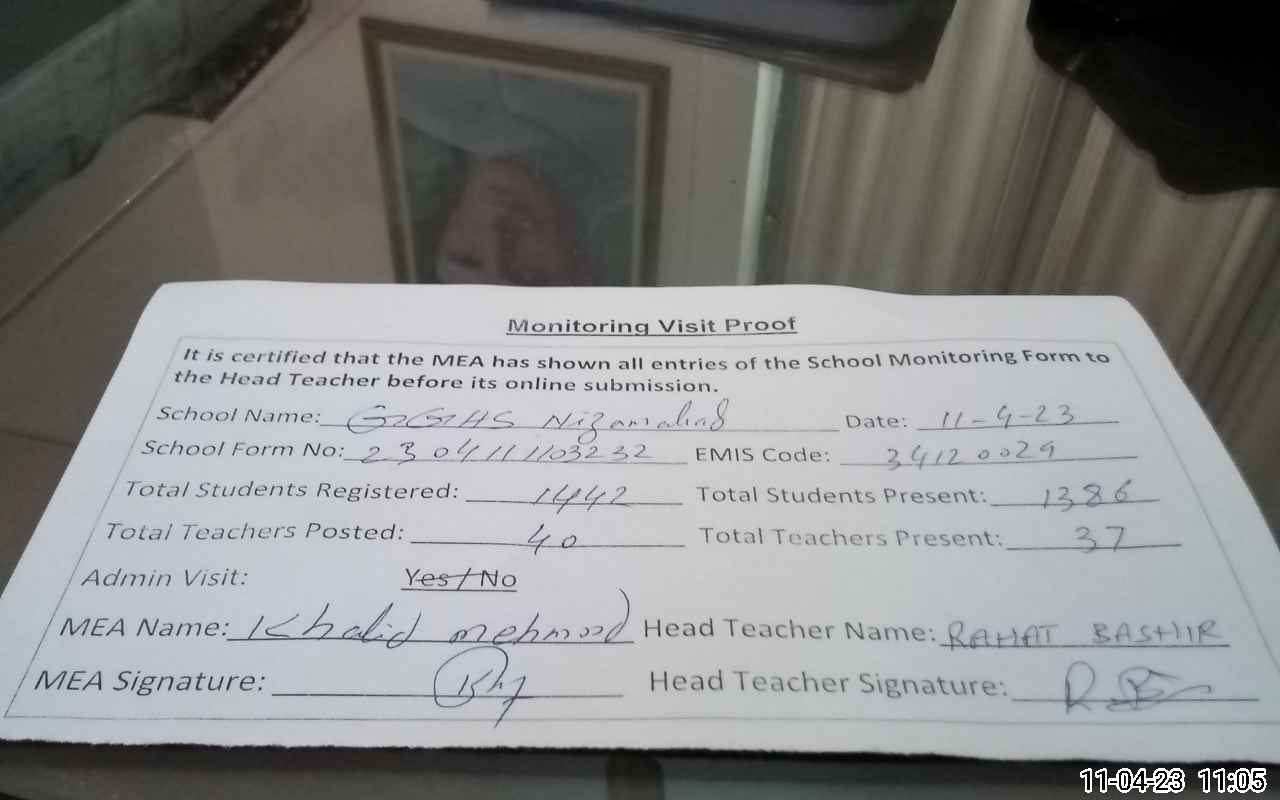 Monitoring Visit Proof
It is certified that the MEA has shown all entries of the School Monitoring Form to
the Head Teacher before its online submission.
School Name: GGHS Nizamabad Date: 11-4-23
School Form No: 2304111103232 EMIS Code: 34120029
Total Students Registered: 1442 Total Students Present: 1386
Total Teachers Posted: 40 Total Teachers Present: 37
Admin Visit: Yes / No
MEA Name: Khalid mehmood Head Teacher Name: RAHAT BASHIR
MEA Signature: Head Teacher Signature:
11-04-23 11:05